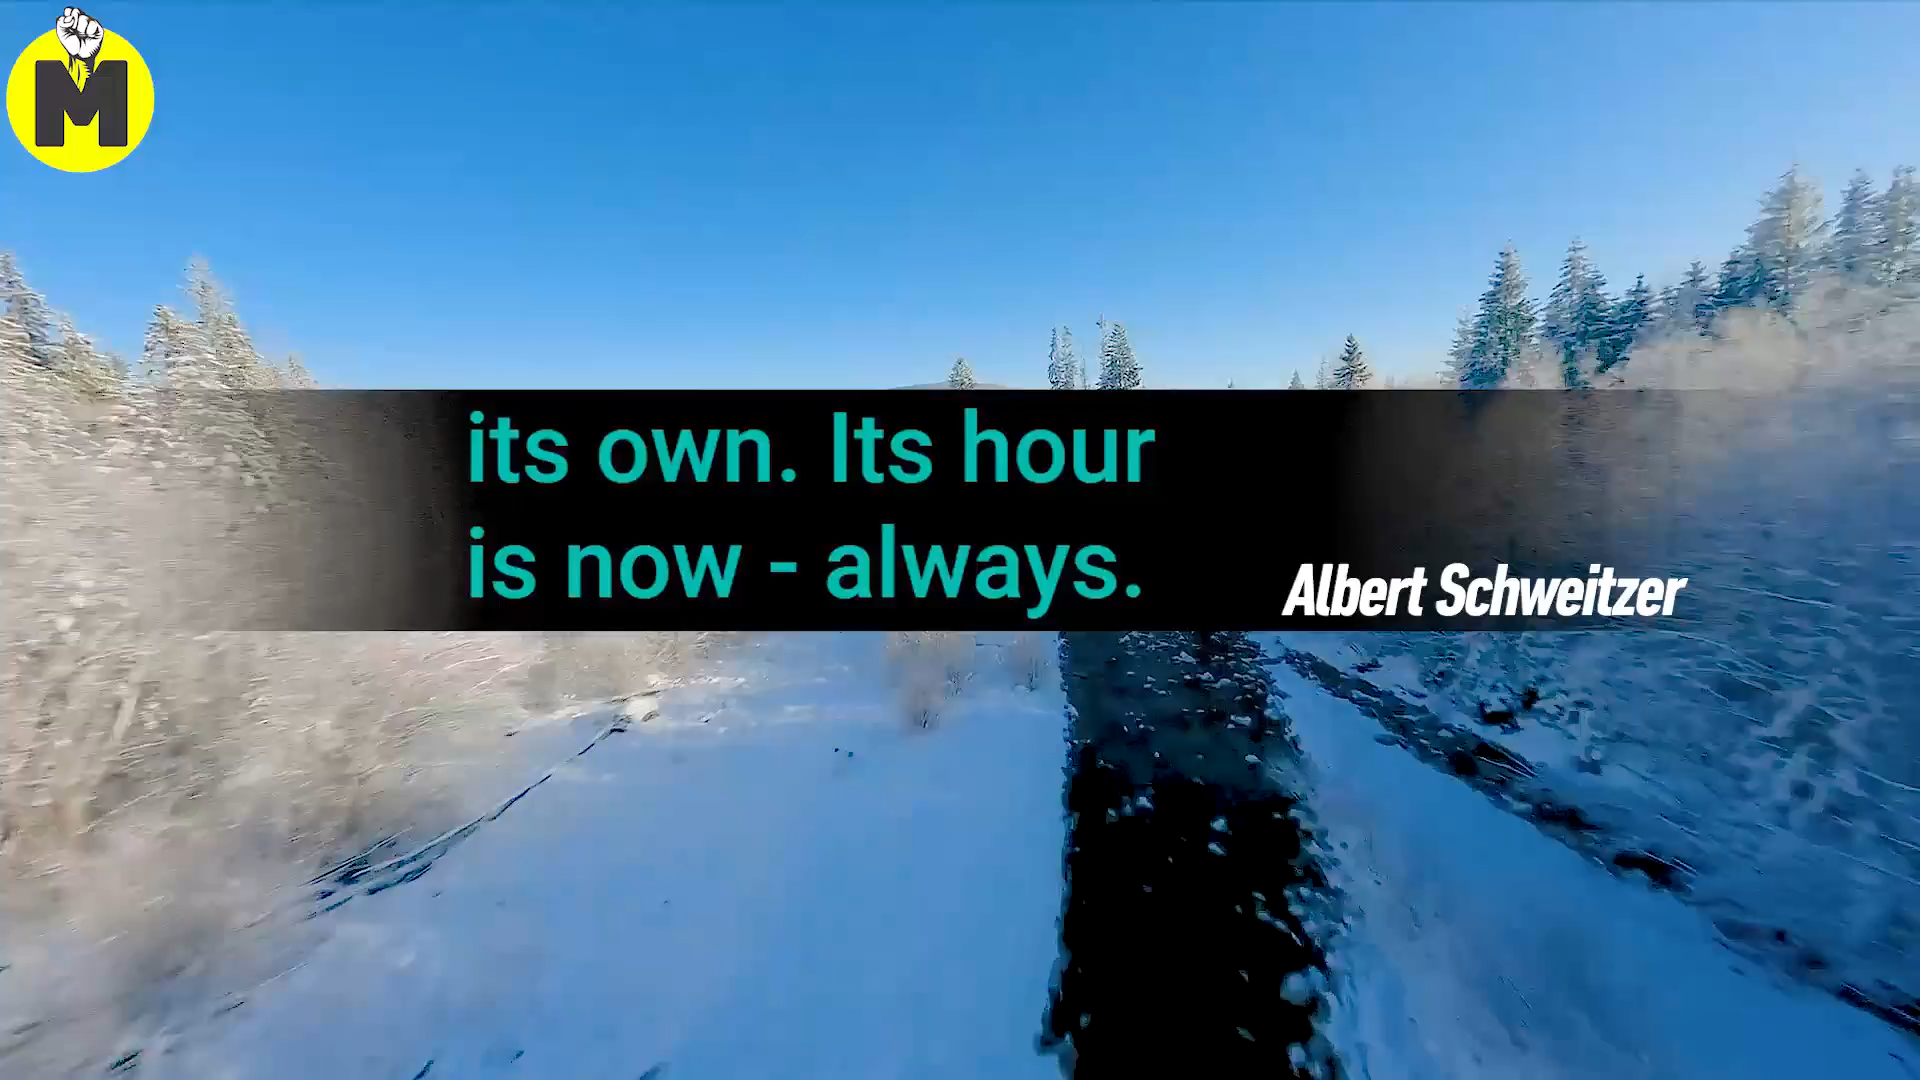 M
its own. Its hour
is now - always.
Albert Schweitzer